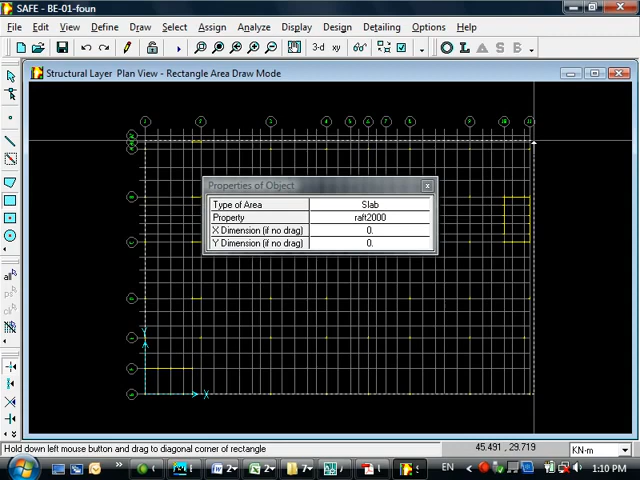 SAFE - BE-01-foun
File Edit View Define Draw Select Assign Analyze Display Design Detailing Options Help
3-d xy
Structural Layer Plan View - Rectangle Area Draw Mode
Properties of Object
Type of Area Slab
Property raft2000
X Dimension (if no drag) 0.
Y Dimension (if no drag) 0.
Y
X
all
ps
clr
Hold down left mouse button and drag to diagonal corner of rectangle
45.491 , 29.719
KN-m
EN
1:10 PM